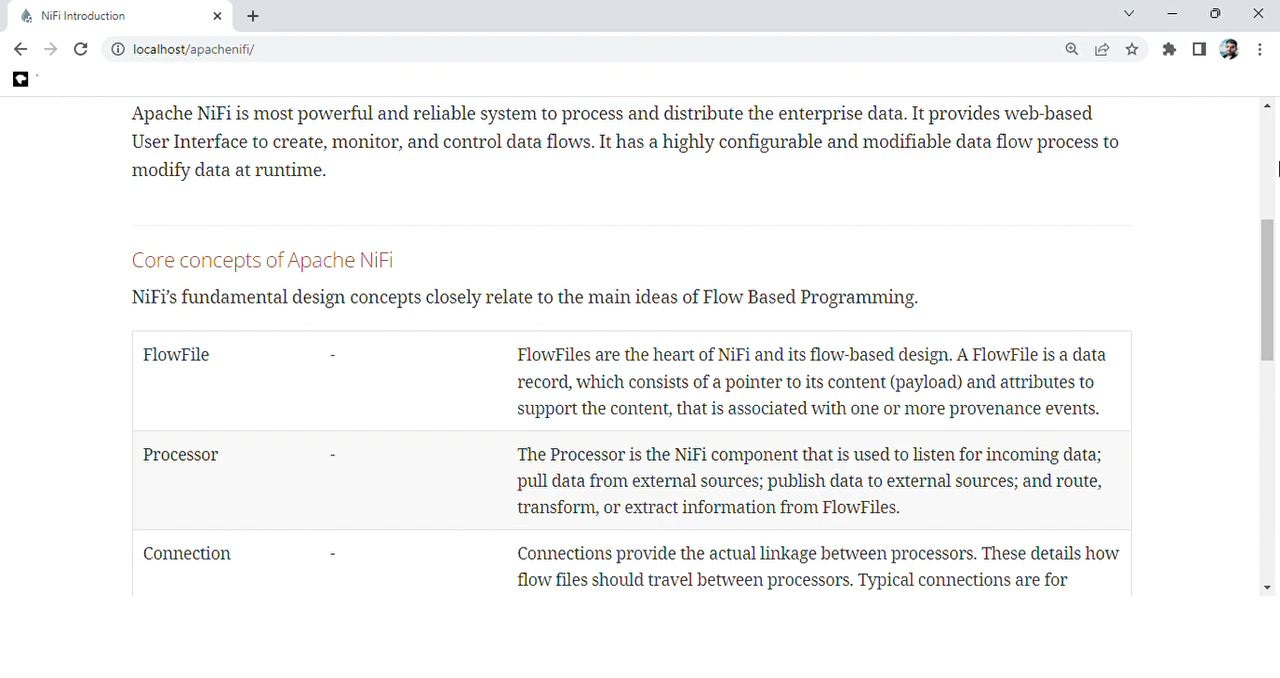 NiFi Introduction
localhost/apachenifi/
Apache NiFi is most powerful and reliable system to process and distribute the enterprise data. It provides web-based
User Interface to create, monitor, and control data flows. It has a highly configurable and modifiable data flow process to
modify data at runtime.
Core concepts of Apache NiFi
NiFi’s fundamental design concepts closely relate to the main ideas of Flow Based Programming.
FlowFile - FlowFiles are the heart of NiFi and its flow-based design. A FlowFile is a data
record, which consists of a pointer to its content (payload) and attributes to
support the content, that is associated with one or more provenance events.
Processor - The Processor is the NiFi component that is used to listen for incoming data;
pull data from external sources; publish data to external sources; and route,
transform, or extract information from FlowFiles.
Connection - Connections provide the actual linkage between processors. These details how
flow files should travel between processors. Typical connections are for